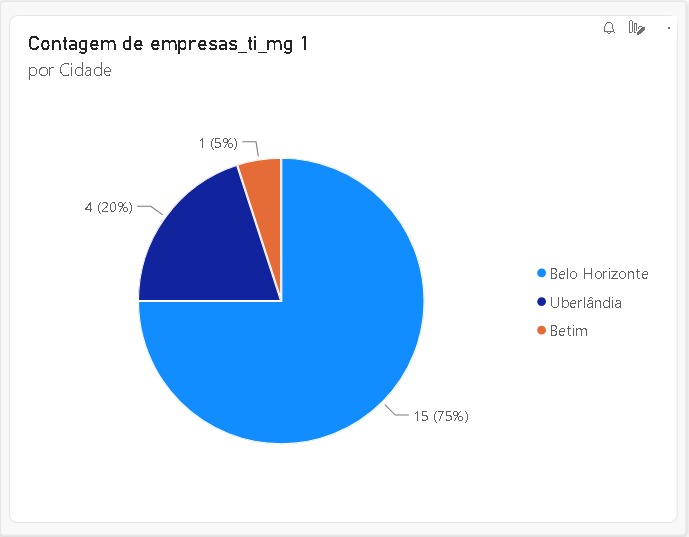 Contagem de empresas_ti_mg 1
por Cidade
1 (5%)
4 (20%)
Belo Horizonte
Uberlândia
Betim
15 (75%)